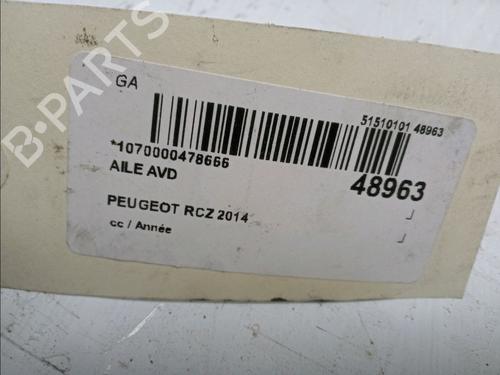 GA
51510101 48963
*1070000478666
AILE AVD
48963
PEUGEOT RCZ 2014
cc / Année
B-PARTS